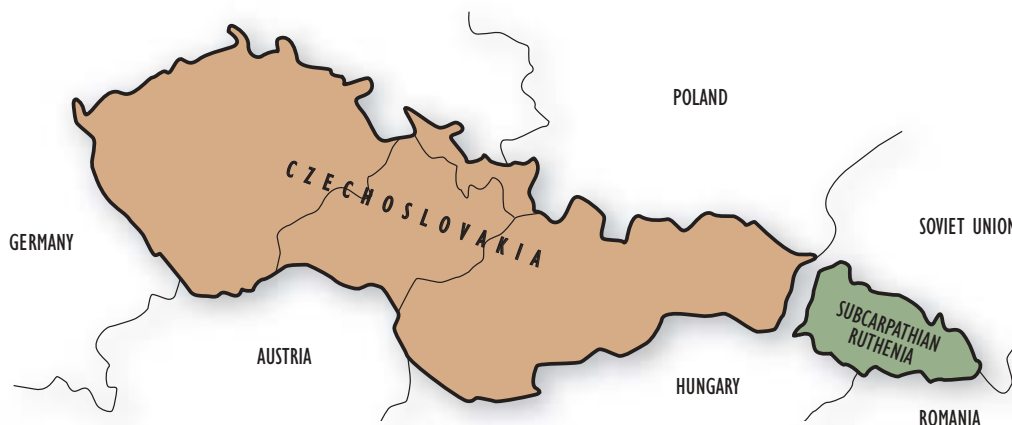 POLAND
CZECHOSLOVAKIA
GERMANY
SOVIET UNION
SUBCARPATHIAN
RUTHENIA
AUSTRIA
HUNGARY
ROMANIA